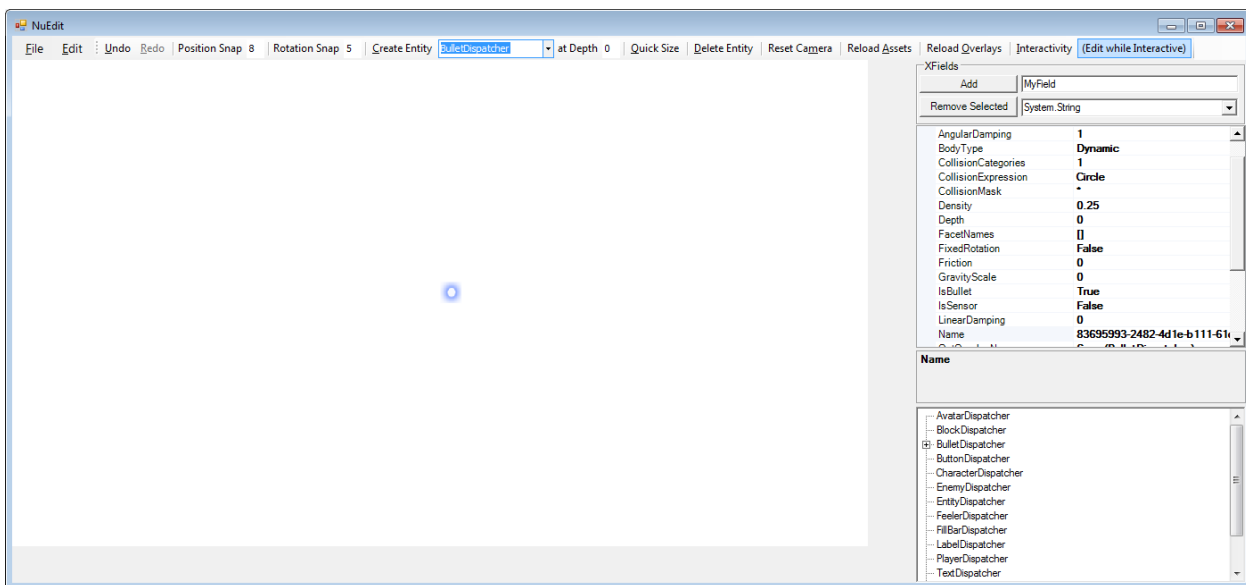 NuEdit
File Edit Undo Redo Position Snap 8 Rotation Snap 5 Create Entity BulletDispatcher at Depth 0 Quick Size Delete Entity Reset Camera Reload Assets Reload Overlays Interactivity (Edit while Interactive)
XFields
Add MyField
Remove Selected System.String
AngularDamping 1
BodyType Dynamic
CollisionCategories 1
CollisionExpression Circle
CollisionMask *
Density 0.25
Depth 0
FacetNames []
FixedRotation False
Friction 0
GravityScale 0
IsBullet True
IsSensor False
LinearDamping 0
Name 83695993-2482-4d1e-b111-61
Name
AvatarDispatcher
BlockDispatcher
BulletDispatcher
ButtonDispatcher
CharacterDispatcher
EnemyDispatcher
EntityDispatcher
FeelerDispatcher
FillBarDispatcher
LabelDispatcher
PlayerDispatcher
TextDispatcher